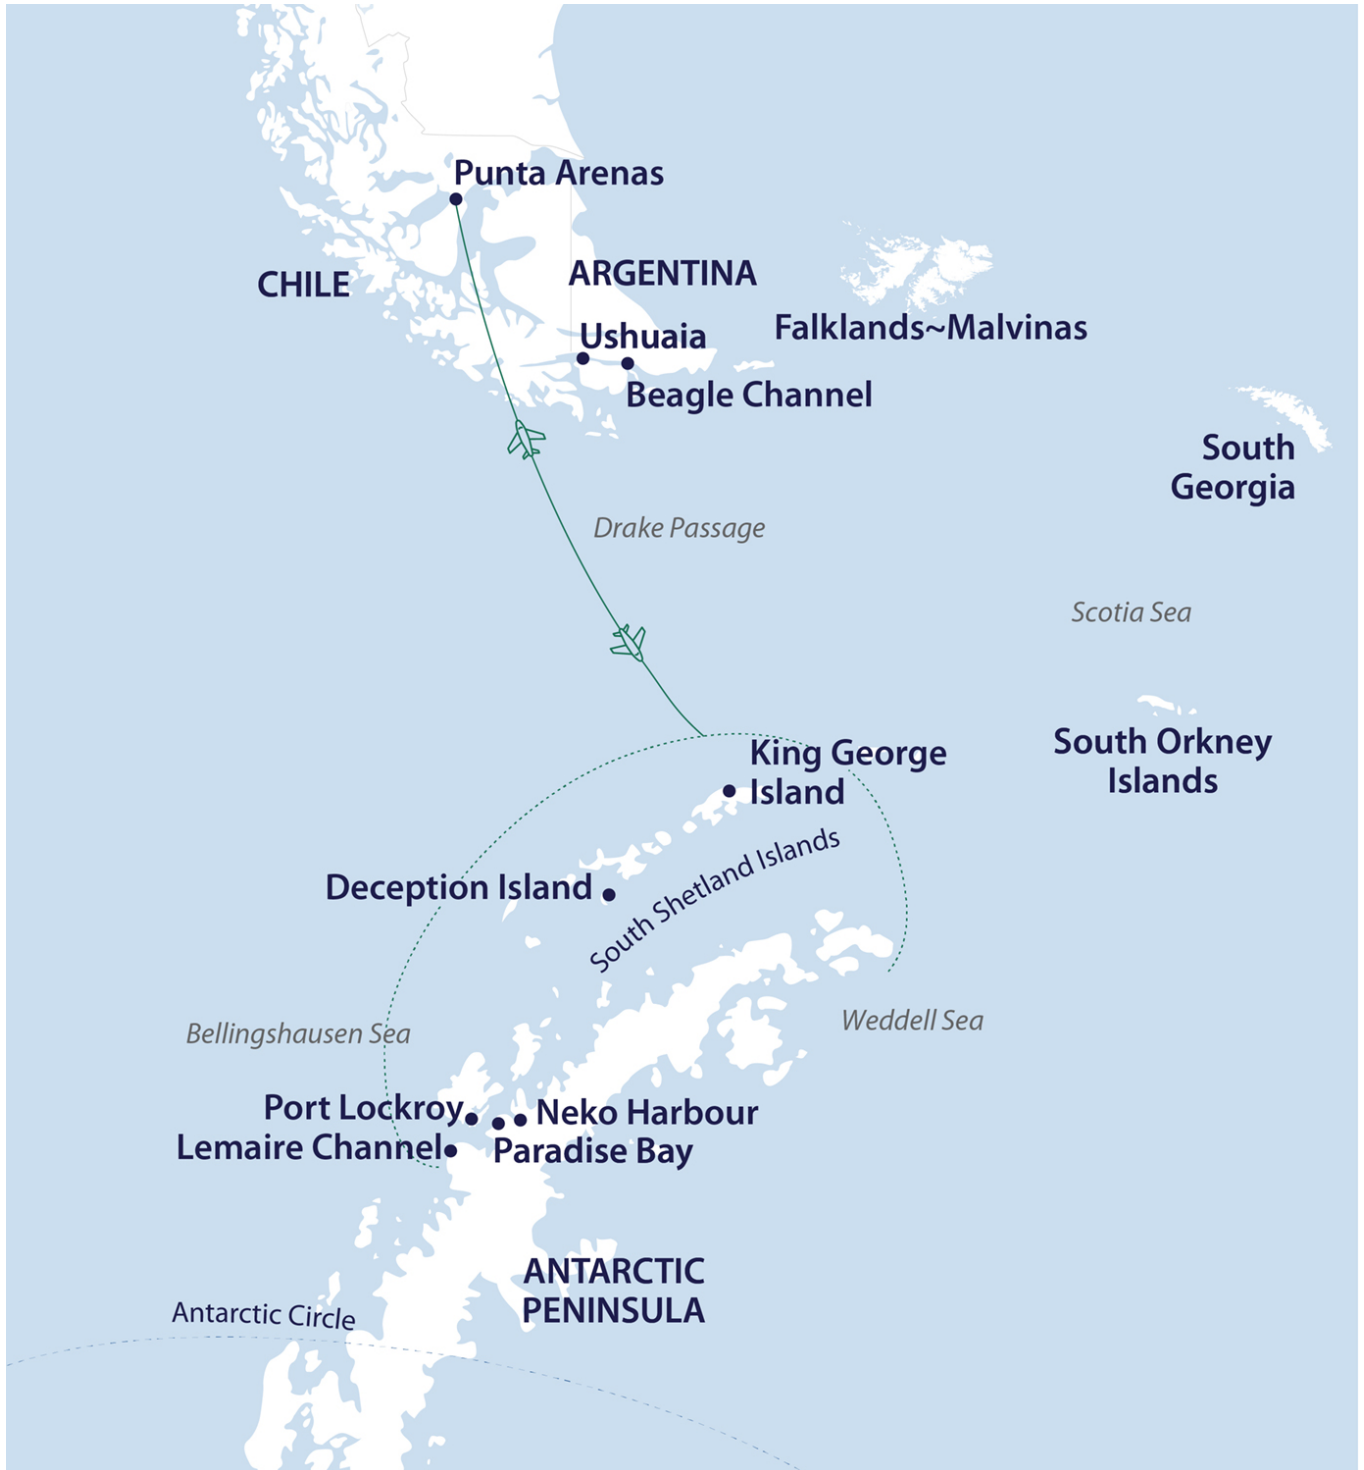 Punta Arenas
CHILE
ARGENTINA
Falklands~Malvinas
Ushuaia
Beagle Channel
South
Georgia
Drake Passage
Scotia Sea
South Orkney
Islands
King George
Island
Deception Island
South Shetland Islands
Bellingshausen Sea
Weddell Sea
Port Lockroy
Neko Harbour
Lemaire Channel
Paradise Bay
ANTARCTIC
PENINSULA
Antarctic Circle